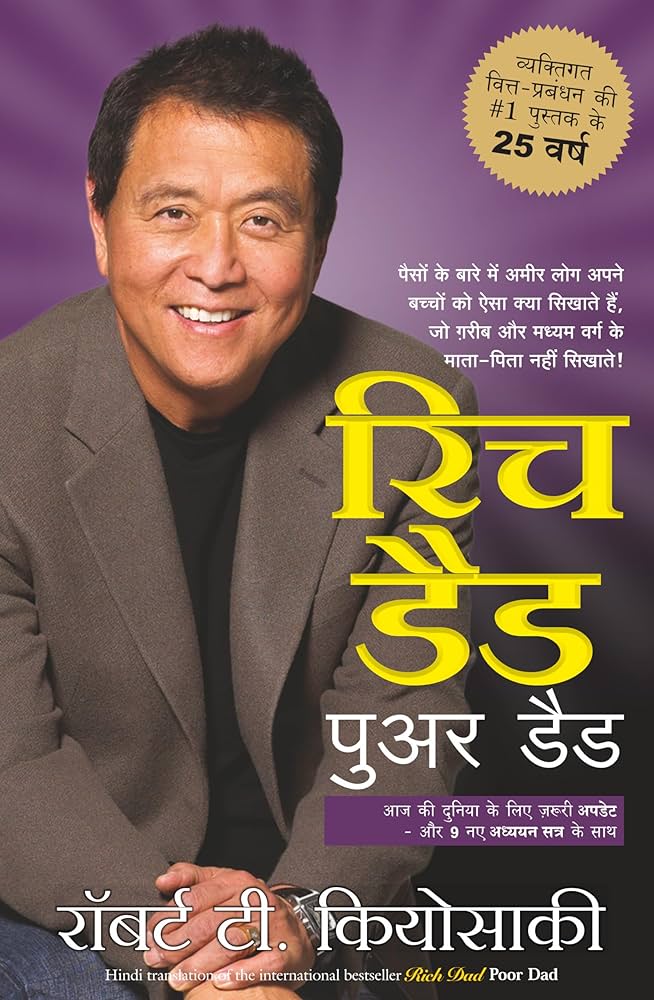 व्यक्तिगत
वित्त-प्रबंधन की
#1 पुस्तक के
25 वर्ष
पैसों के बारे में अमीर लोग अपने
बच्चों को ऐसा क्या सिखाते हैं,
जो ग़रीब और मध्यम वर्ग के
माता-पिता नहीं सिखाते!
रिच
डैड
पुअर डैड
आज की दुनिया के लिए ज़रूरी अपडेट
- और 9 नए अध्ययन सत्र के साथ
रॉबर्ट टी. कियोसाकी
Hindi translation of the international bestseller Rich Dad Poor Dad